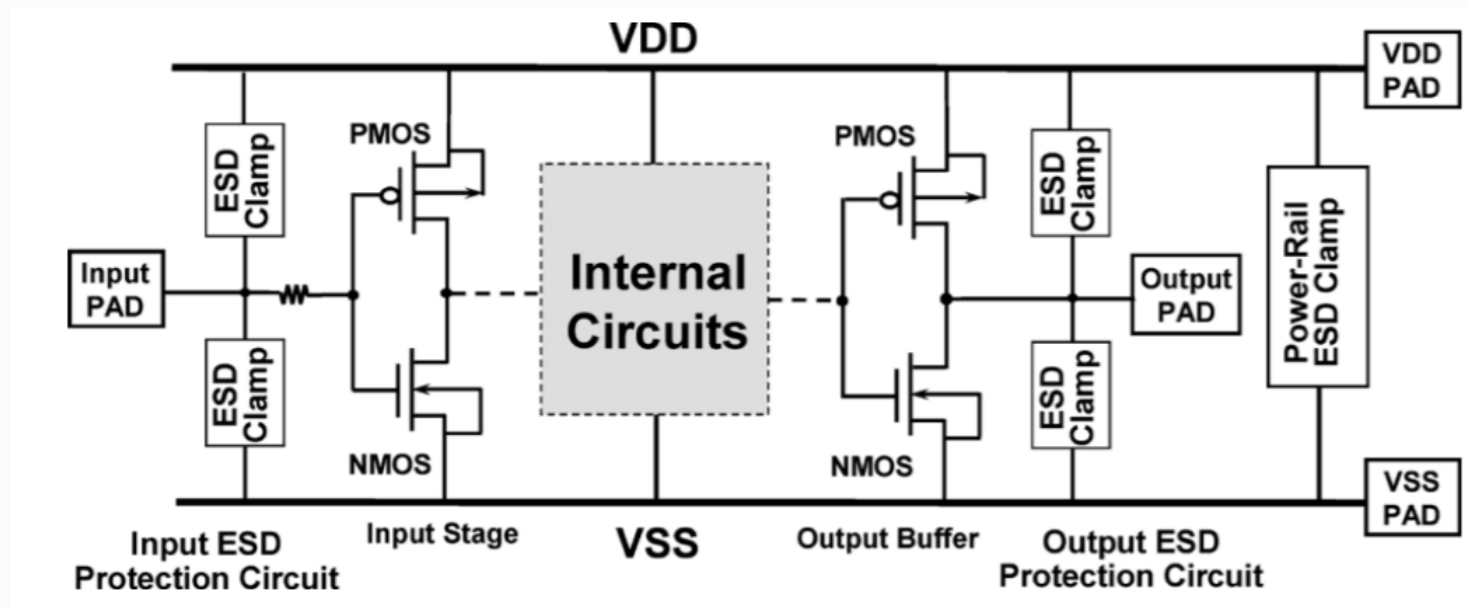 VDD
VDD
PAD
PMOS
PMOS
ESD
Clamp
ESD
Clamp
Input
PAD
Internal
Circuits
Output
PAD
Power-Rail
ESD Clamp
ESD
Clamp
ESD
Clamp
NMOS
NMOS
VSS
PAD
Input ESD
Protection Circuit
Input Stage
VSS
Output Buffer
Output ESD
Protection Circuit